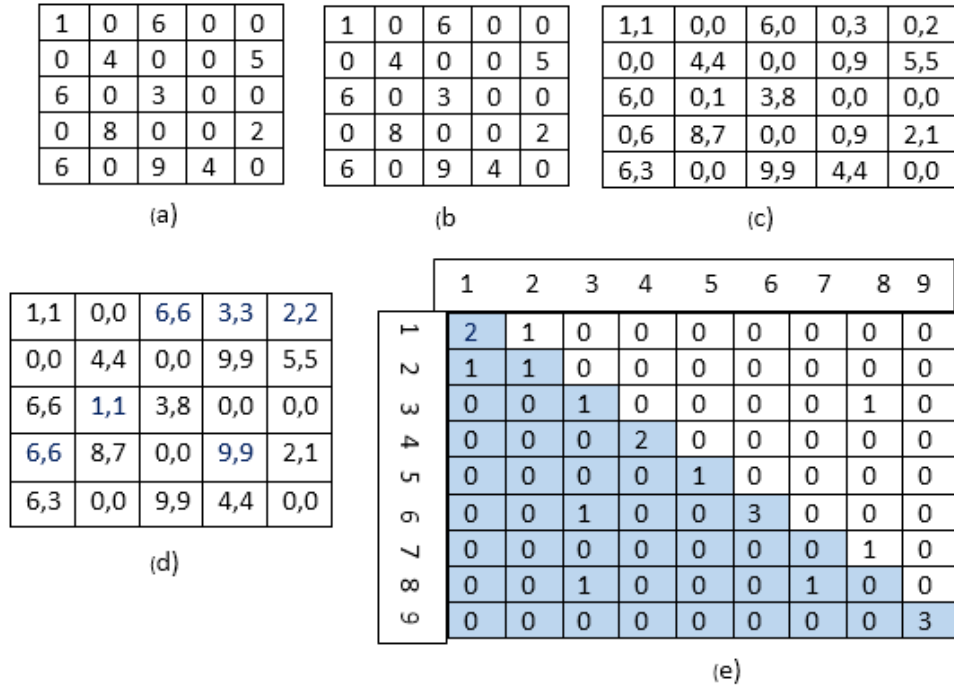 1 0 6 0 0 1 0 6 0 0 1,1 0,0 6,0 0,3 0,2
0 4 0 0 5 0 4 0 0 5 0,0 4,4 0,0 0,9 5,5
6 0 3 0 0 6 0 3 0 0 6,0 0,1 3,8 0,0 0,0
0 8 0 0 2 0 8 0 0 2 0,6 8,7 0,0 0,9 2,1
6 0 9 4 0 6 0 9 4 0 6,3 0,0 9,9 4,4 0,0
(a) (b (c)
1,1 0,0 6,6 3,3 2,2
0,0 4,4 0,0 9,9 5,5
6,6 1,1 3,8 0,0 0,0
6,6 8,7 0,0 9,9 2,1
6,3 0,0 9,9 4,4 0,0
(d)
1 2 3 4 5 6 7 8 9
1 2 1 0 0 0 0 0 0 0
2 1 1 0 0 0 0 0 0 0
3 0 0 1 0 0 0 0 1 0
4 0 0 0 2 0 0 0 0 0
5 0 0 0 0 1 0 0 0 0
6 0 0 1 0 0 3 0 0 0
7 0 0 0 0 0 0 0 1 0
8 0 0 1 0 0 0 1 0 0
9 0 0 0 0 0 0 0 0 3
(e)